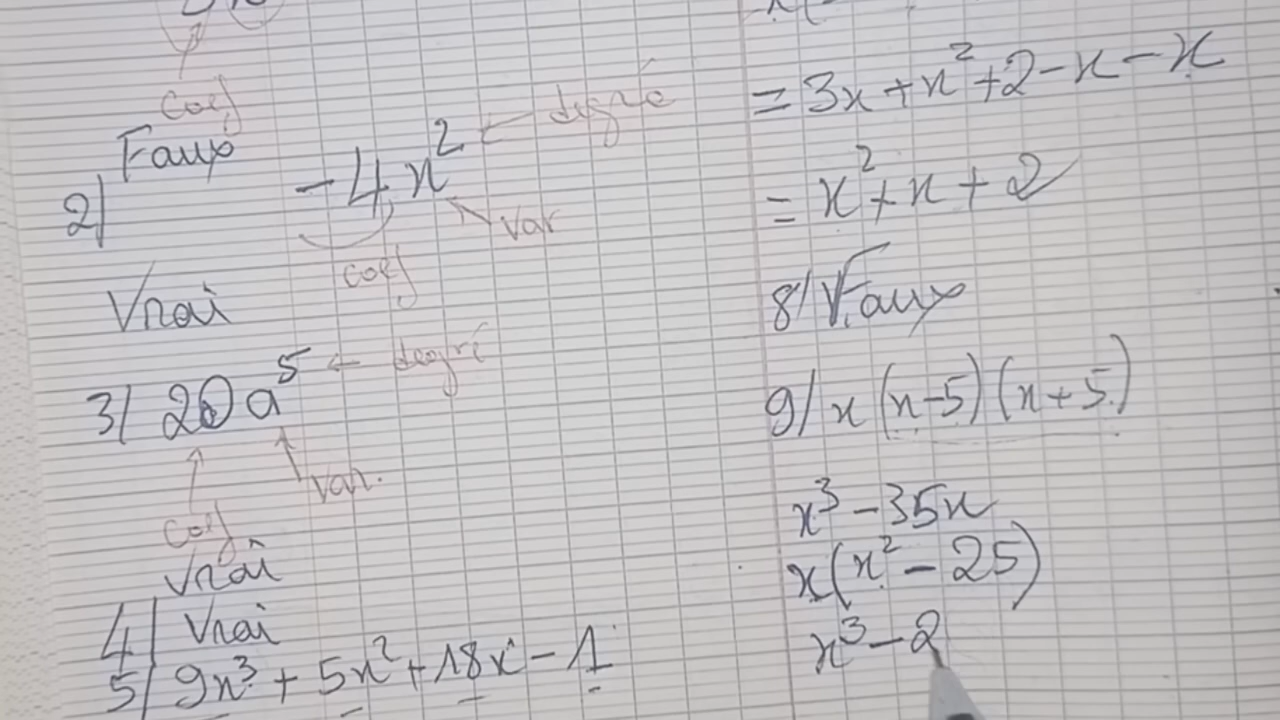 coef
Faux
2) -4x² ← degré
var
coef
Vrai
3) 20a⁵ ← degré
var.
coef
Vrai
4) Vrai
5) 9x³ + 5x² + 18x - 1
= 3x + x² + 2 - x - x
= x² + x + 2
8) Faux
9) x(x-5)(x+5)
x³ - 35x
x(x² - 25)
x³ - 2